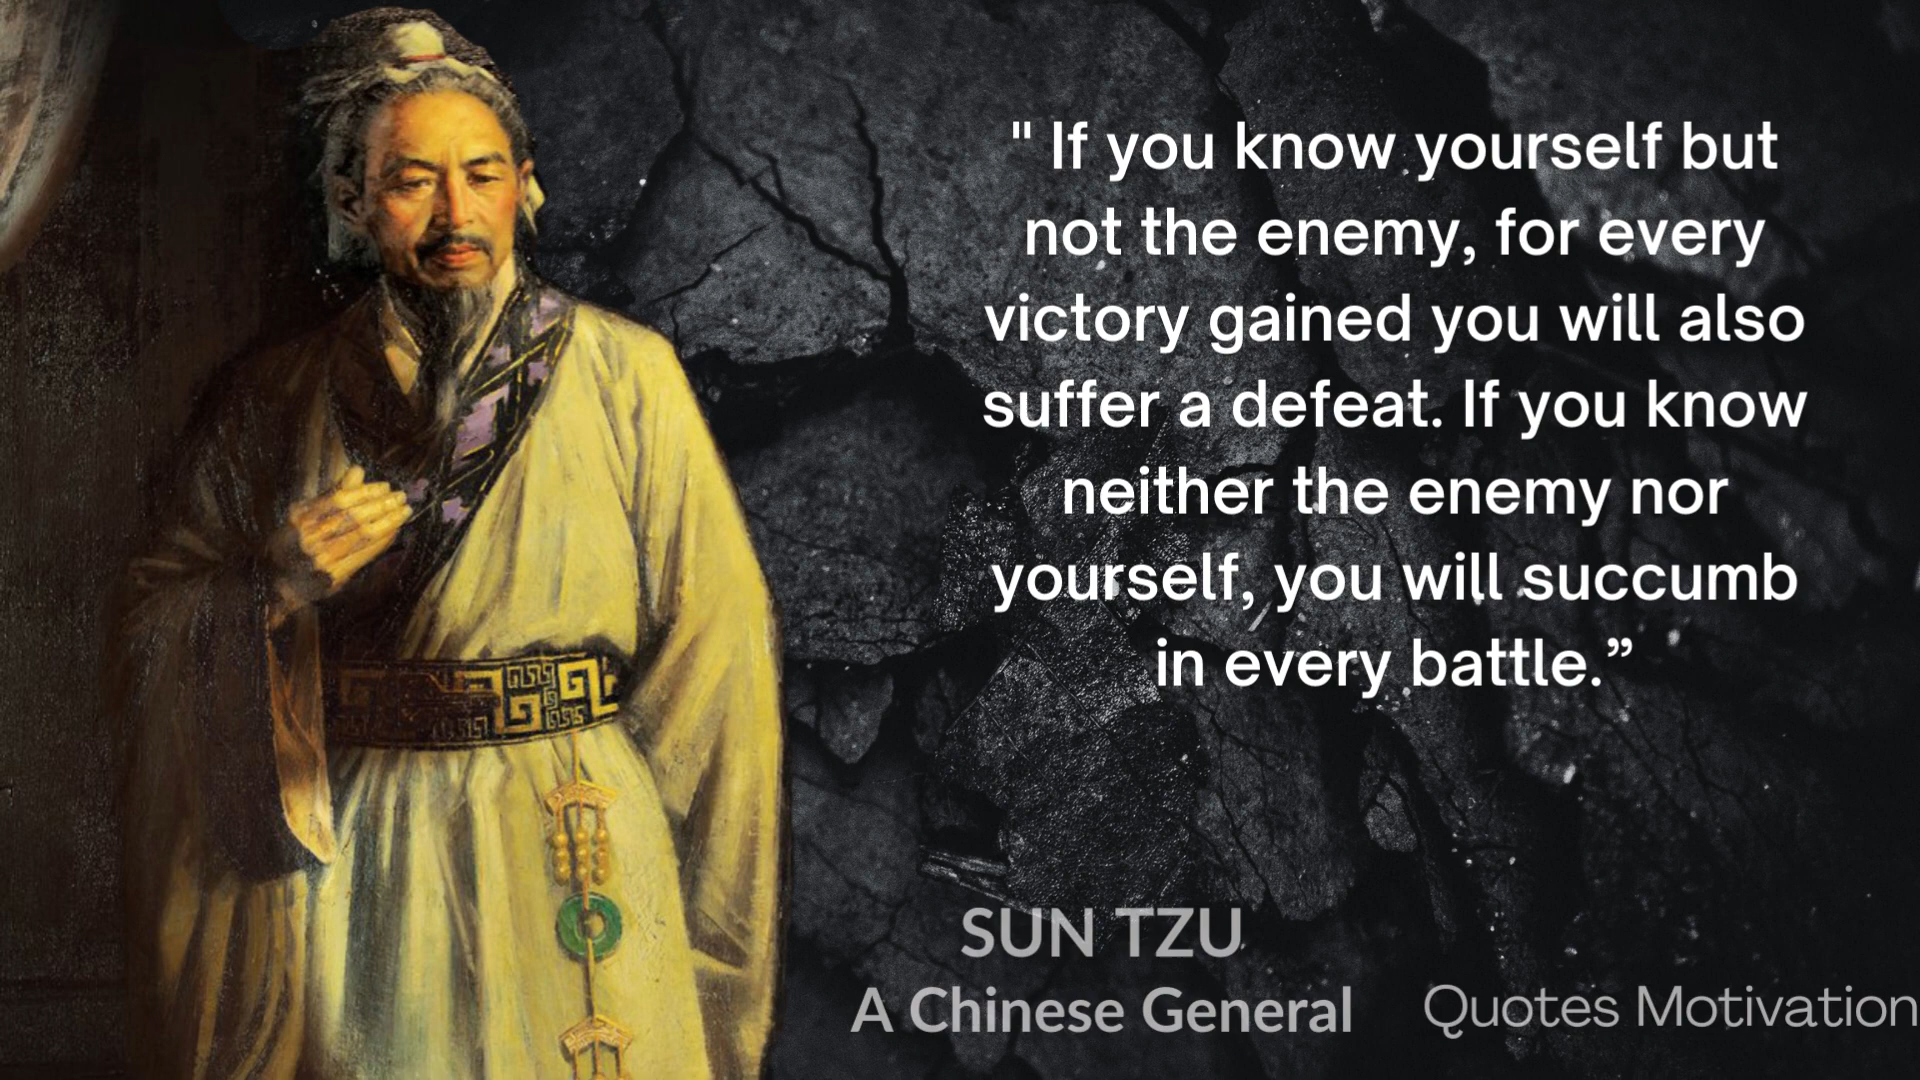 " If you know yourself but
not the enemy, for every
victory gained you will also
suffer a defeat. If you know
neither the enemy nor
yourself, you will succumb
in every battle.”
SUN TZU
A Chinese General
Quotes Motivation